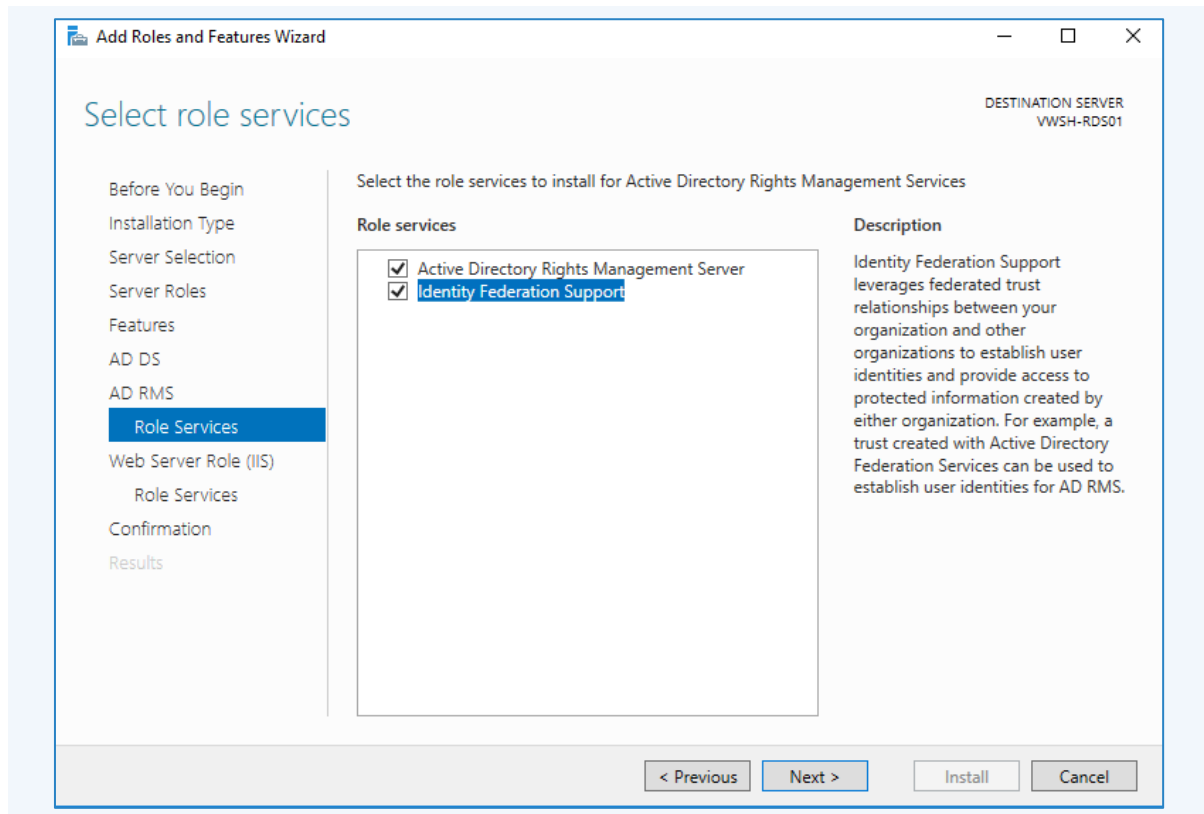 Add Roles and Features Wizard
Select role services
DESTINATION SERVER
VWSH-RDS01
Before You Begin
Installation Type
Server Selection
Server Roles
Features
AD DS
AD RMS
Role Services
Web Server Role (IIS)
Role Services
Confirmation
Results
Select the role services to install for Active Directory Rights Management Services
Role services
Active Directory Rights Management Server
Identity Federation Support
Description
Identity Federation Support
leverages federated trust
relationships between your
organization and other
organizations to establish user
identities and provide access to
protected information created by
either organization. For example, a
trust created with Active Directory
Federation Services can be used to
establish user identities for AD RMS.
< Previous
Next >
Install
Cancel